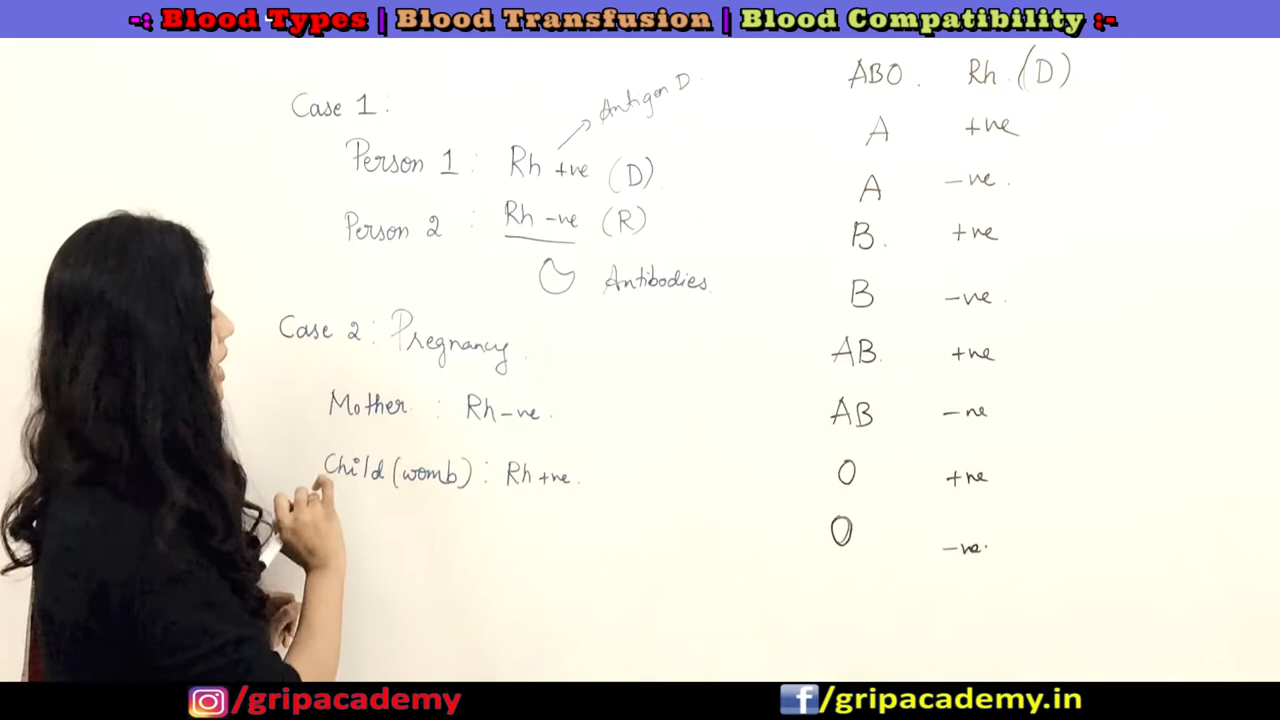 -: Blood Types | Blood Transfusion | Blood Compatibility :-
Case 1:
Antigen D
Person 1 : Rh +ve (D)
Person 2 : Rh -ve (R)
Antibodies
Case 2: Pregnancy
Mother : Rh -ve
Child (womb) : Rh +ve
ABO Rh (D)
A +ve
A -ve
B +ve
B -ve
AB +ve
AB -ve
O +ve
O -ve
/gripacademy
f/gripacademy.in